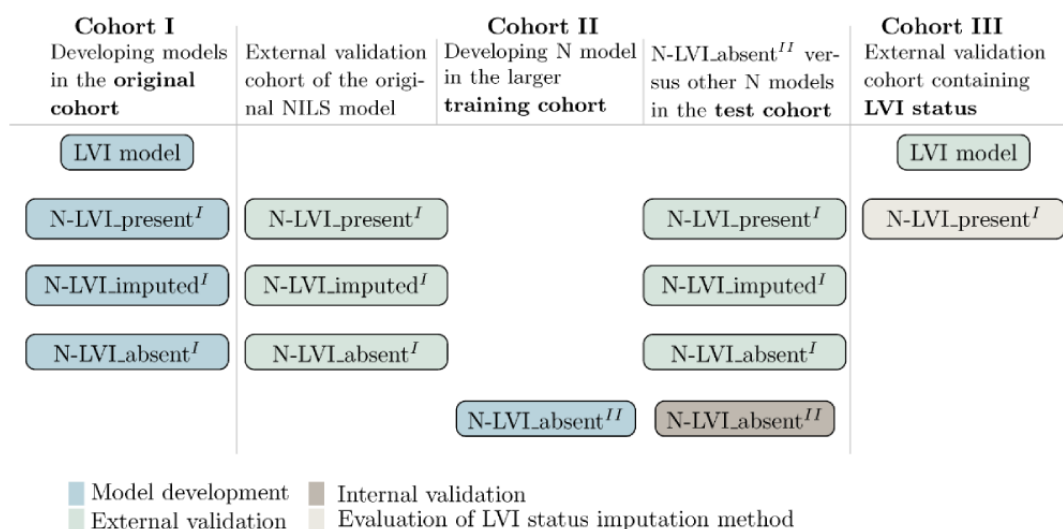 Cohort I
Cohort II
Cohort III
Developing models
in the original
cohort
External validation
cohort of the origi-
nal NILS model
Developing N model
in the larger
training cohort
N-LVI_absent^II ver-
sus other N models
in the test cohort
External validation
cohort containing
LVI status
LVI model
LVI model
N-LVI_present^I
N-LVI_present^I
N-LVI_present^I
N-LVI_present^I
N-LVI_imputed^I
N-LVI_imputed^I
N-LVI_imputed^I
N-LVI_absent^I
N-LVI_absent^I
N-LVI_absent^I
N-LVI_absent^II
N-LVI_absent^II
Model development
External validation
Internal validation
Evaluation of LVI status imputation method